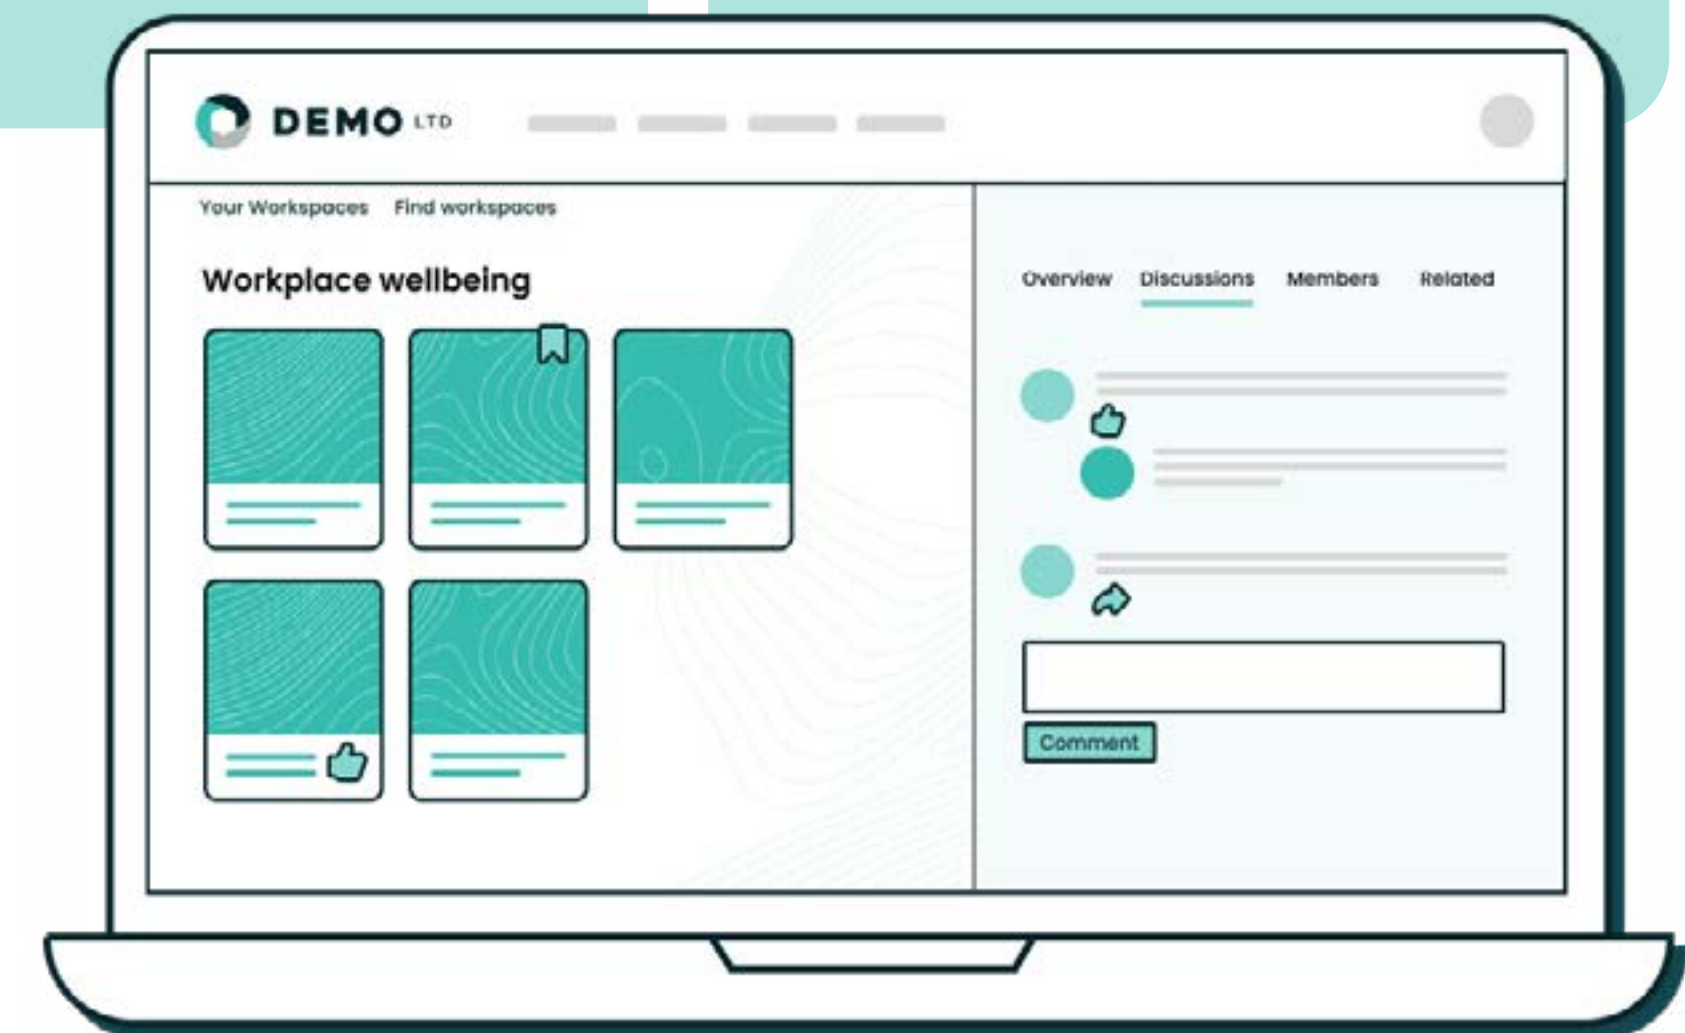 DEMO LTD
Your Workspaces Find workspaces
Workplace wellbeing
Overview Discussions Members Related
Comment